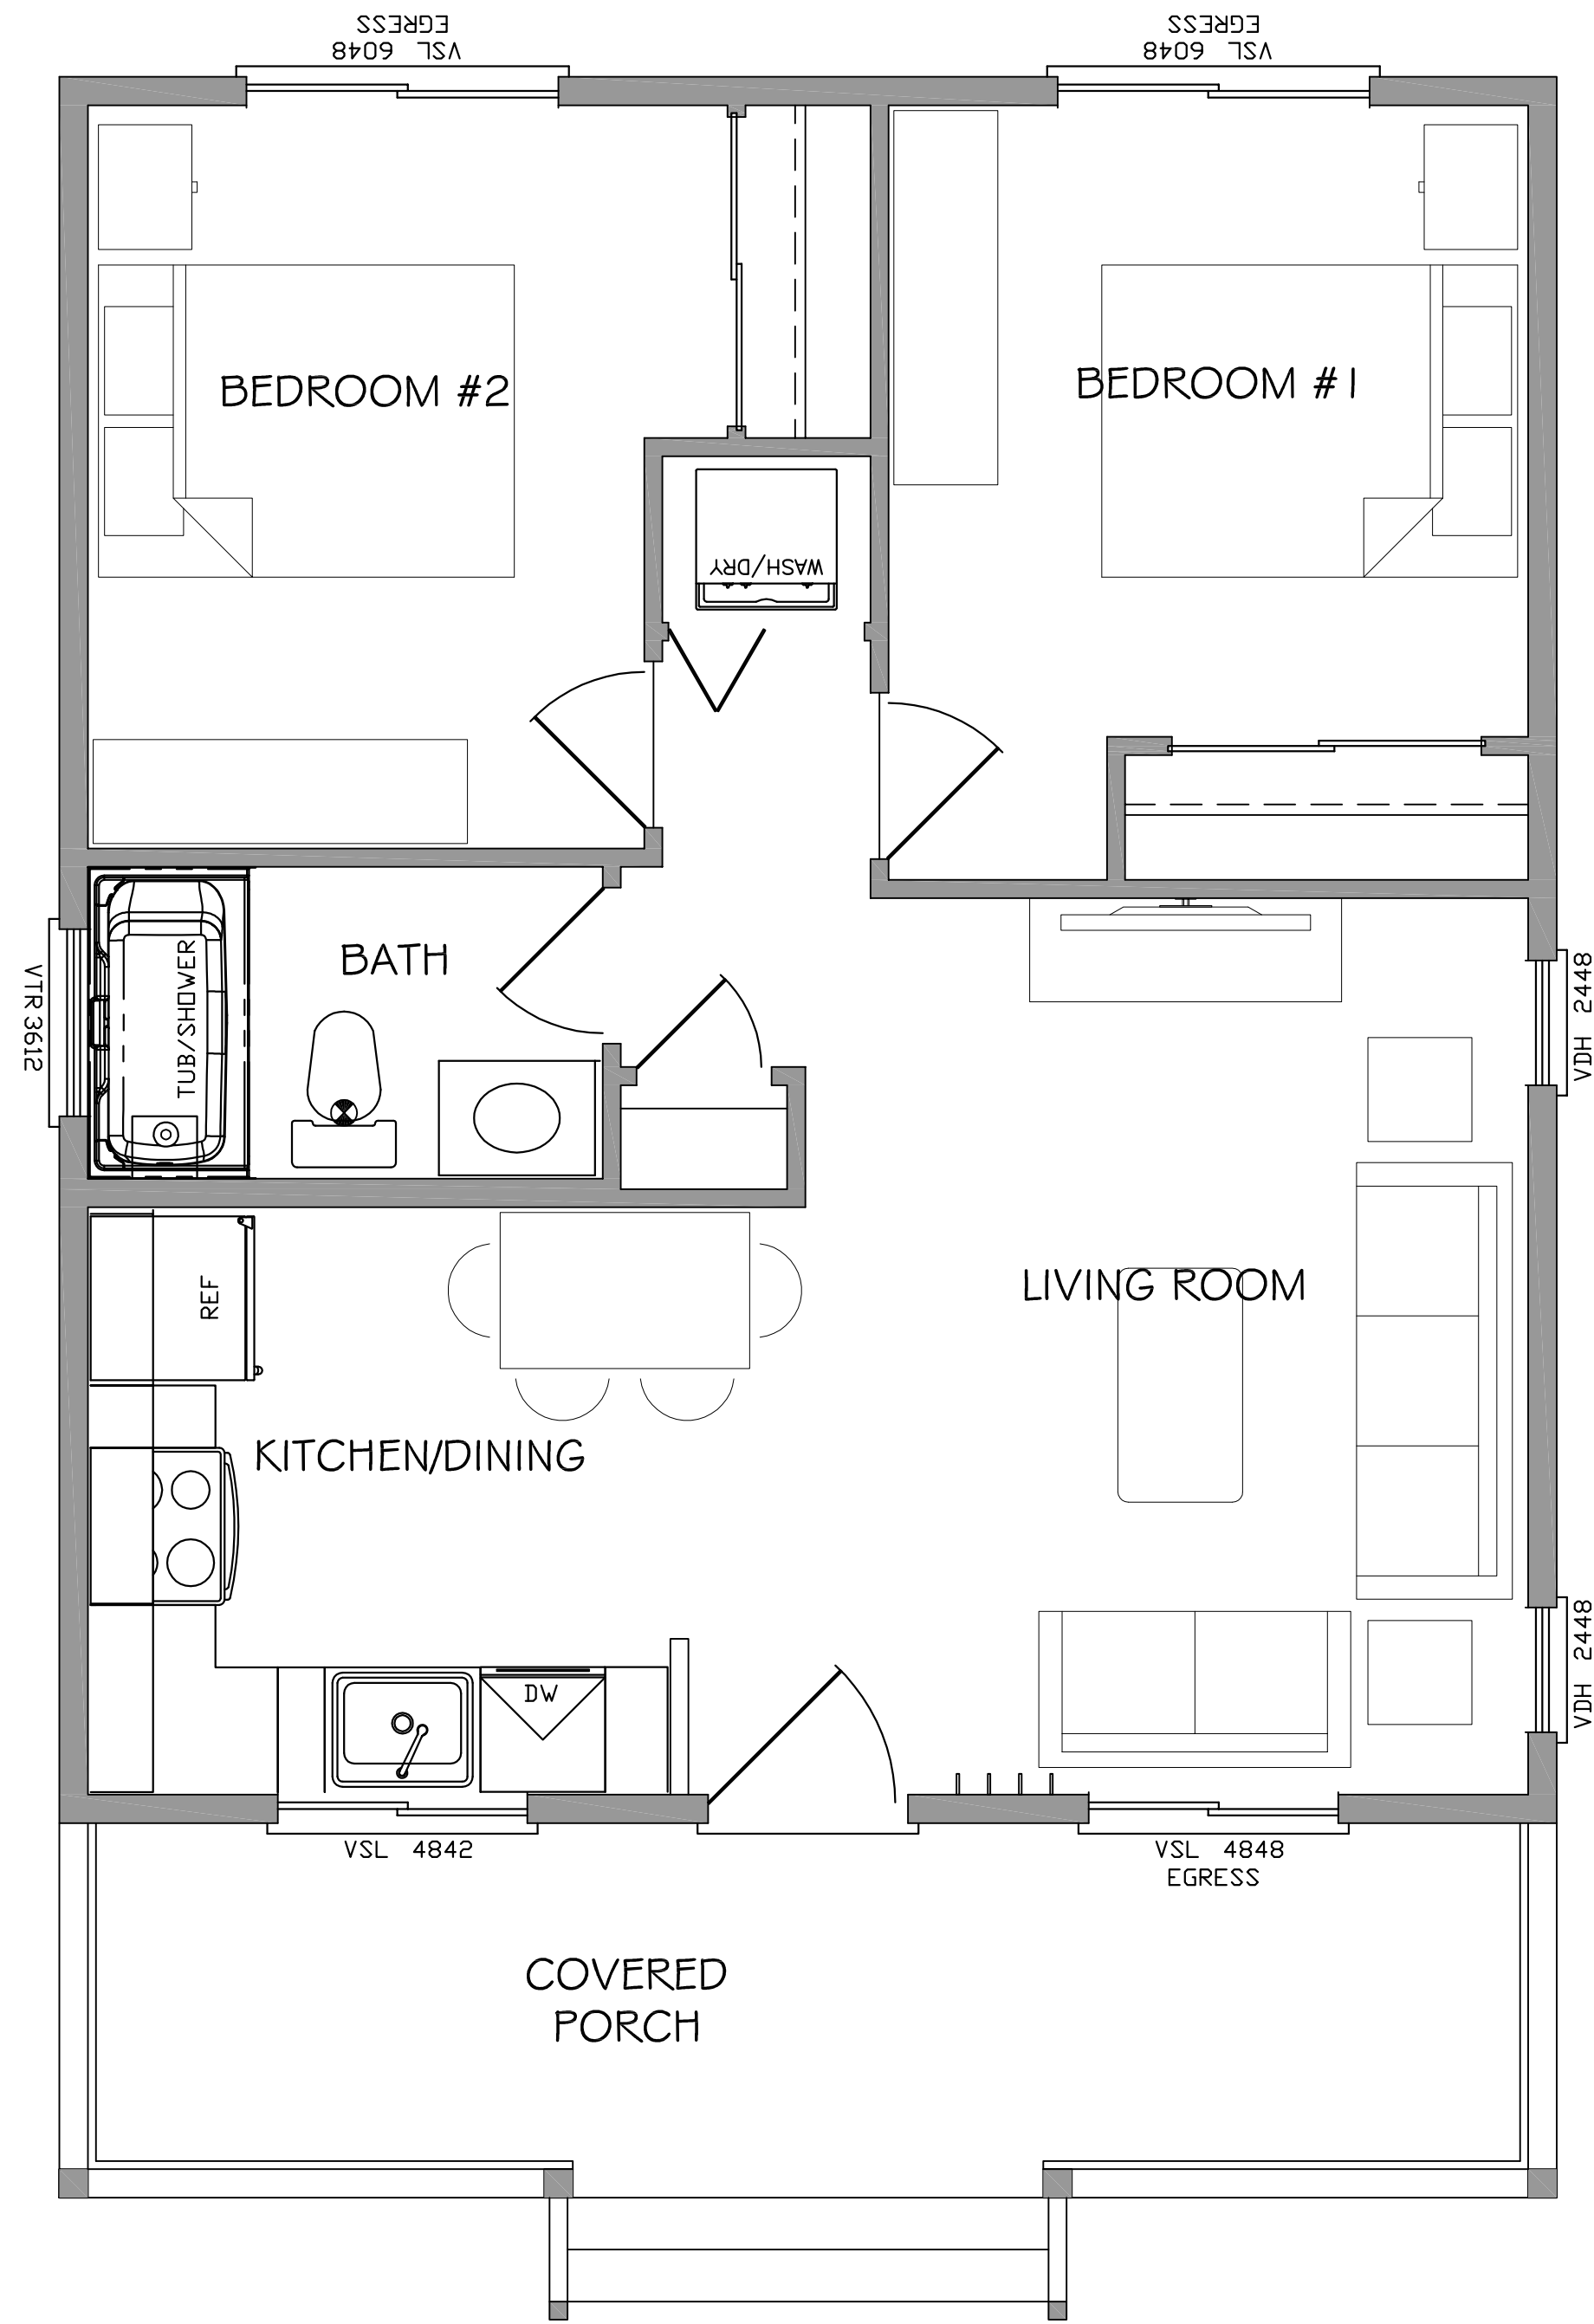 VSL 6048
EGRESS
VSL 6048
EGRESS
BEDROOM #2
BEDROOM #1
WASH/DRY
BATH
TUB/SHOWER
VTR 3612
VDH 2448
REF
LIVING ROOM
KITCHEN/DINING
DW
VDH 2448
VSL 4842
VSL 4848
EGRESS
COVERED
PORCH